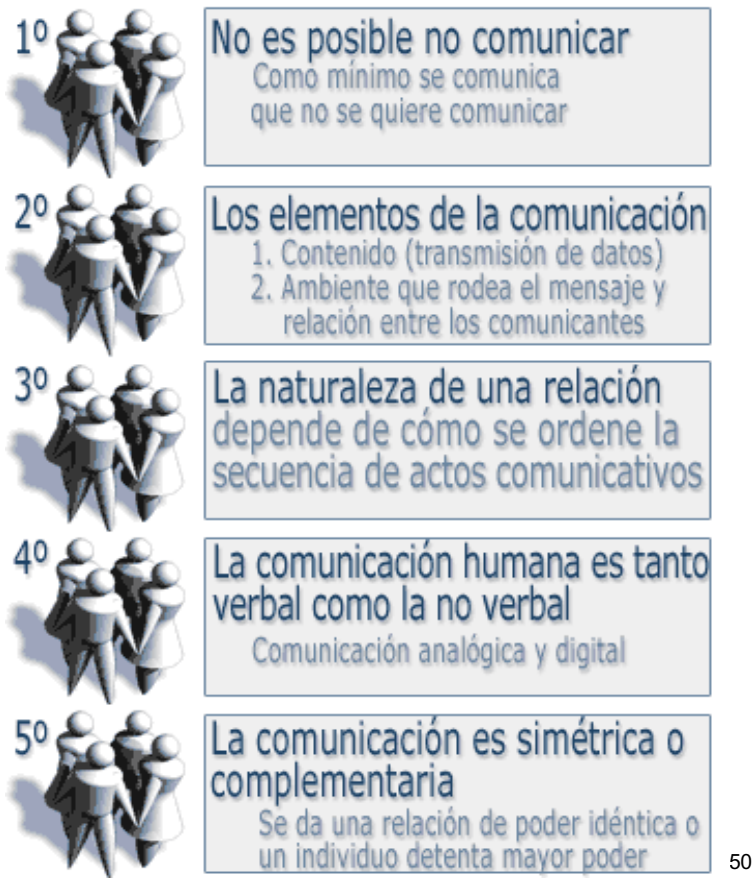 1º
No es posible no comunicar
Como mínimo se comunica
que no se quiere comunicar
2º
Los elementos de la comunicación
1. Contenido (transmisión de datos)
2. Ambiente que rodea el mensaje y
relación entre los comunicantes
3º
La naturaleza de una relación
depende de cómo se ordene la
secuencia de actos comunicativos
4º
La comunicación humana es tanto
verbal como la no verbal
Comunicación analógica y digital
5º
La comunicación es simétrica o
complementaria
Se da una relación de poder idéntica o
un individuo detenta mayor poder
50